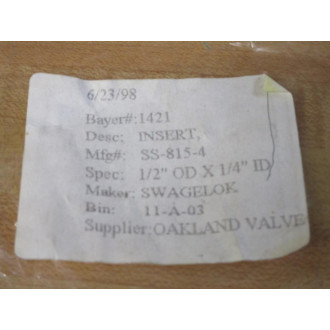 6/23/98
Buyer#: 1421
Desc: INSERT,
Mfg#: SS-815-4
Spec: 1/2" OD X 1/4" ID
Maker: SWAGELOK
Bin: 11-A-03
Supplier: OAKLAND VALVE